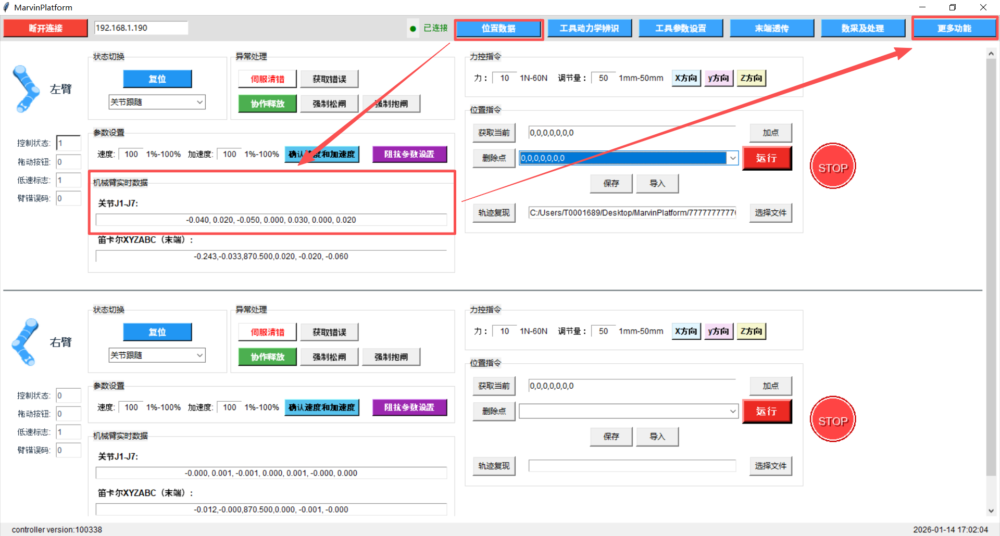 MarvinPlatform
断开连接 192.168.1.190 已连接 位置数据 工具动力学辨识 工具参数设置 末端透传 数采及处理 更多功能
左臂
状态切换
复位
关节跟随
异常处理
伺服清错 获取错误
协作释放 强制松闸 强制抱闸
控制状态: 1
拖动按钮: 0
低速标志: 1
臂错误码: 0
参数设置
速度: 100 1%-100% 加速度: 100 1%-100% 确认速度和加速度 阻抗参数设置
机械臂实时数据
关节J1-J7:
-0.040, 0.020, -0.050, 0.000, 0.030, 0.000, 0.020
笛卡尔XYZABC（末端）:
-0.243,-0.033,870.500,0.020, -0.020, -0.060
力控指令
力: 10 1N-60N 调节量: 50 1mm-50mm X方向 y方向 Z方向
位置指令
获取当前 0,0,0,0,0,0,0 加点
删除点 0,0,0,0,0,0,0 运行
保存 导入
轨迹复现 C:/Users/T0001689/Desktop/MarvinPlatform/7777777777 选择文件
STOP
右臂
状态切换
复位
关节跟随
异常处理
伺服清错 获取错误
协作释放 强制松闸 强制抱闸
控制状态: 0
拖动按钮: 0
低速标志: 1
臂错误码: 0
参数设置
速度: 100 1%-100% 加速度: 100 1%-100% 确认速度和加速度 阻抗参数设置
机械臂实时数据
关节J1-J7:
-0.000, 0.001, -0.001, 0.000, 0.001, -0.000, 0.000
笛卡尔XYZABC（末端）:
-0.012,-0.000,870.500,0.000, -0.001, -0.000
力控指令
力: 10 1N-60N 调节量: 50 1mm-50mm X方向 y方向 Z方向
位置指令
获取当前 0,0,0,0,0,0,0 加点
删除点 运行
保存 导入
轨迹复现 选择文件
STOP
controller version:100338 2026-01-14 17:02:04